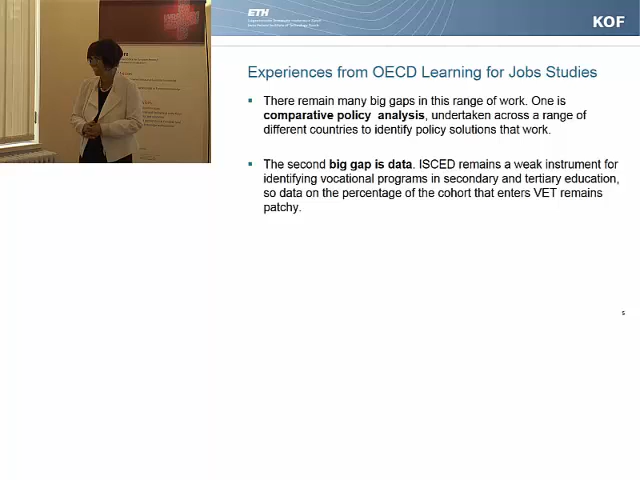 ETH
KOF
Experiences from OECD Learning for Jobs Studies
There remain many big gaps in this range of work. One is
comparative policy analysis, undertaken across a range of
different countries to identify policy solutions that work.
The second big gap is data. ISCED remains a weak instrument for
identifying vocational programs in secondary and tertiary education,
so data on the percentage of the cohort that enters VET remains
patchy.
5